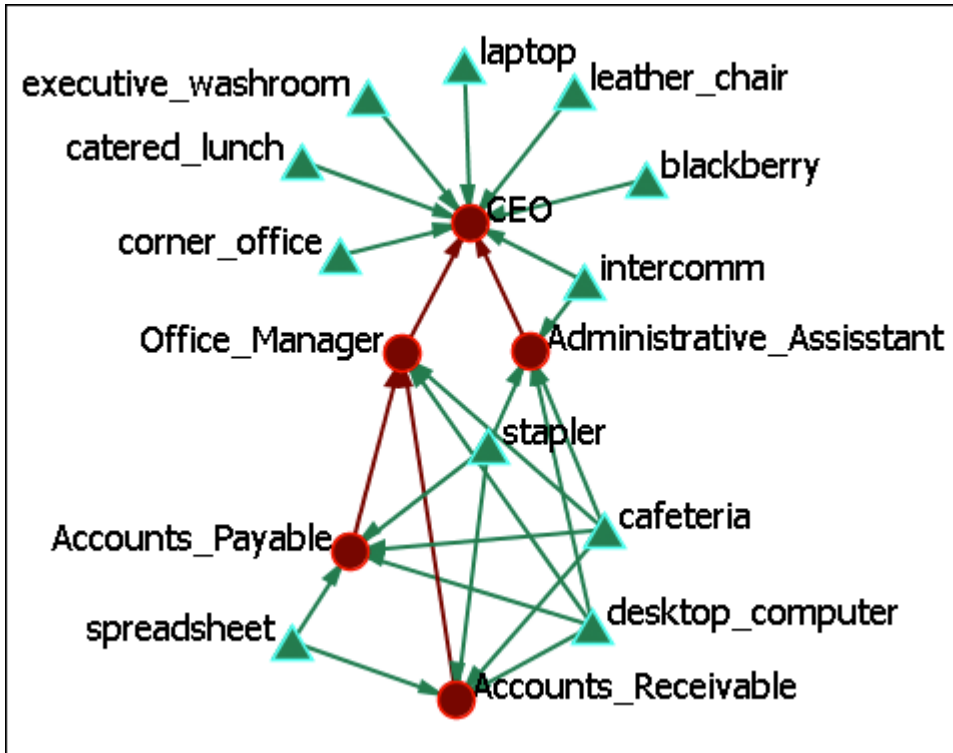 laptop
executive_washroom
leather_chair
catered_lunch
blackberry
CEO
corner_office
intercomm
Office_Manager
Administrative_Assisstant
stapler
cafeteria
Accounts_Payable
desktop_computer
spreadsheet
Accounts_Receivable